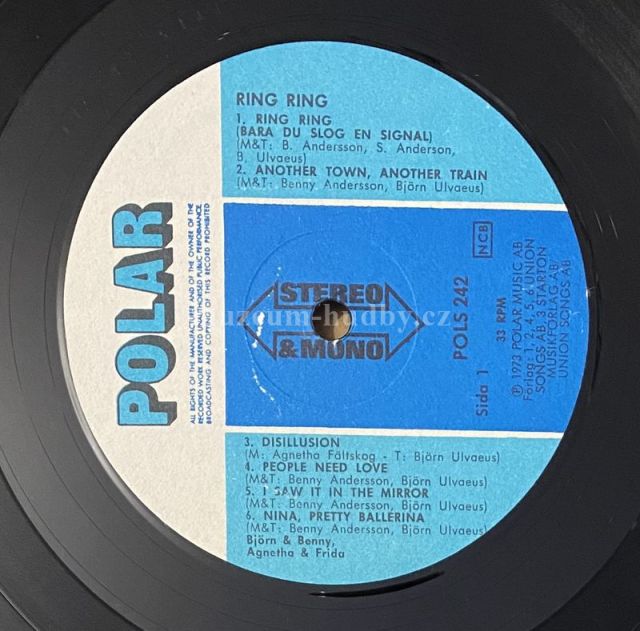 RING RING
1. RING RING
(BARA DU SLOG EN SIGNAL)
(M&T: B. Andersson, S. Anderson,
B. Ulvaeus)
2. ANOTHER TOWN, ANOTHER TRAIN
(M&T: Benny Andersson, Björn Ulvaeus)
POLAR
ALL RIGHTS OF THE MANUFACTURER AND OF THE OWNER OF THE
RECORDED WORK RESERVED UNAUTHORISED PUBLIC PERFORMANCE
BROADCASTING AND COPYING OF THIS RECORD PROHIBITED
STEREO
& MONO
muzeum-hudby.cz
Sida 1
POLS 242
33 RPM
NCB
℗ 1973 POLAR MUSIC AB
Förlag: 1, 2, 4, 5, 6 UNION
SONGS AB, 3 STARTON
MUSIKFÖRLAG AB/
UNION SONGS AB
3. DISILLUSION
(M: Agnetha Fältskog - T: Björn Ulvaeus)
4. PEOPLE NEED LOVE
(M&T: Benny Andersson, Björn Ulvaeus)
5. I SAW IT IN THE MIRROR
(M&T: Benny Andersson, Björn Ulvaeus)
6. NINA, PRETTY BALLERINA
(M&T: Benny Andersson, Björn Ulvaeus)
Björn & Benny,
Agnetha & Frida